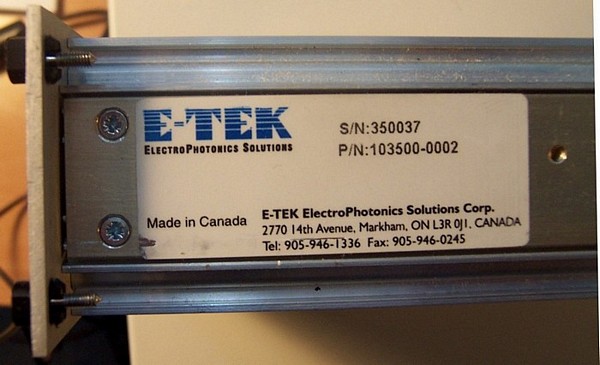 E-TEK
ELECTROPHOTONICS SOLUTIONS
S/N:350037
P/N:103500-0002
Made in Canada
E-TEK ElectroPhotonics Solutions Corp.
2770 14th Avenue, Markham, ON L3R 0J1, CANADA
Tel: 905-946-1336 Fax: 905-946-0245